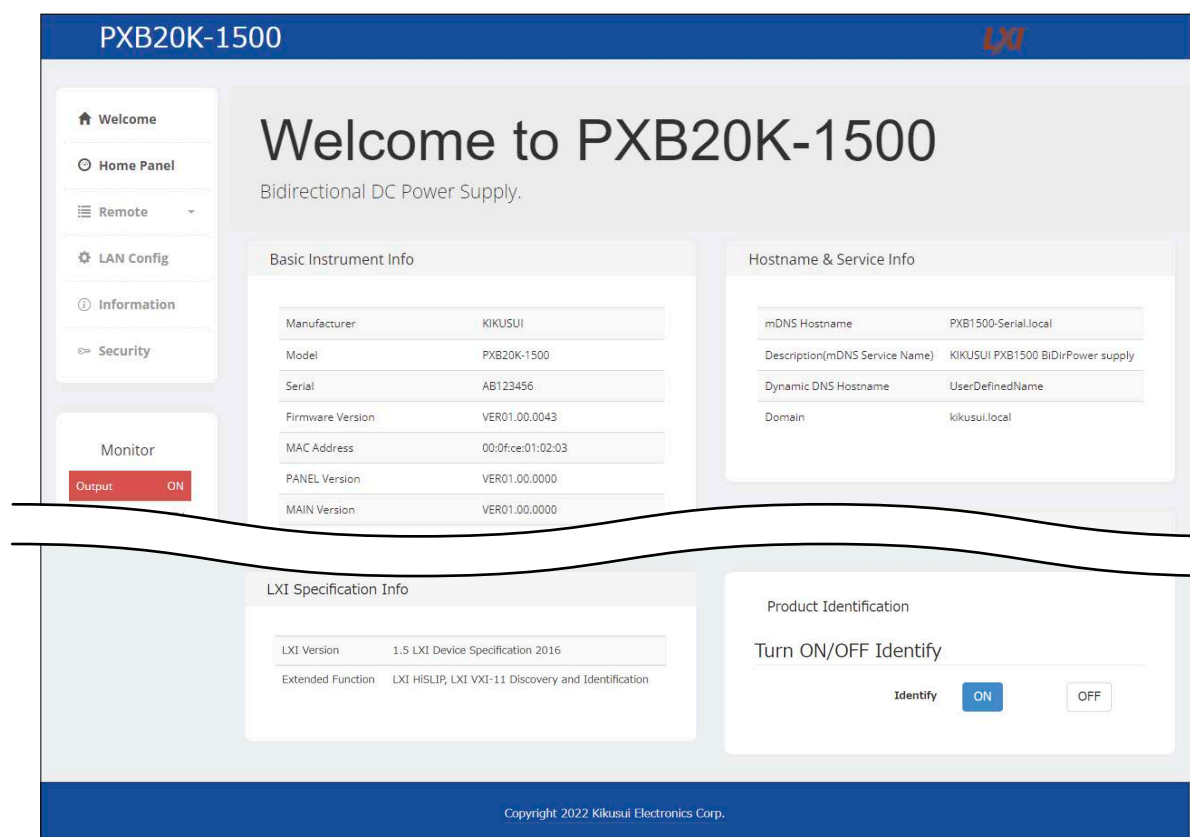 PXB20K-1500
LXI
Welcome
Home Panel
Remote
LAN Config
Information
Security
Monitor
Output ON
Welcome to PXB20K-1500
Bidirectional DC Power Supply.
Basic Instrument Info
Manufacturer KIKUSUI
Model PXB20K-1500
Serial AB123456
Firmware Version VER01.00.0043
MAC Address 00:0f:ce:01:02:03
PANEL Version VER01.00.0000
MAIN Version VER01.00.0000
Hostname & Service Info
mDNS Hostname PXB1500-Serial.local
Description(mDNS Service Name) KIKUSUI PXB1500 BiDirPower supply
Dynamic DNS Hostname UserDefinedName
Domain kikusui.local
LXI Specification Info
LXI Version 1.5 LXI Device Specification 2016
Extended Function LXI HiSLIP, LXI VXI-11 Discovery and Identification
Product Identification
Turn ON/OFF Identify
Identify ON OFF
Copyright 2022 Kikusui Electronics Corp.